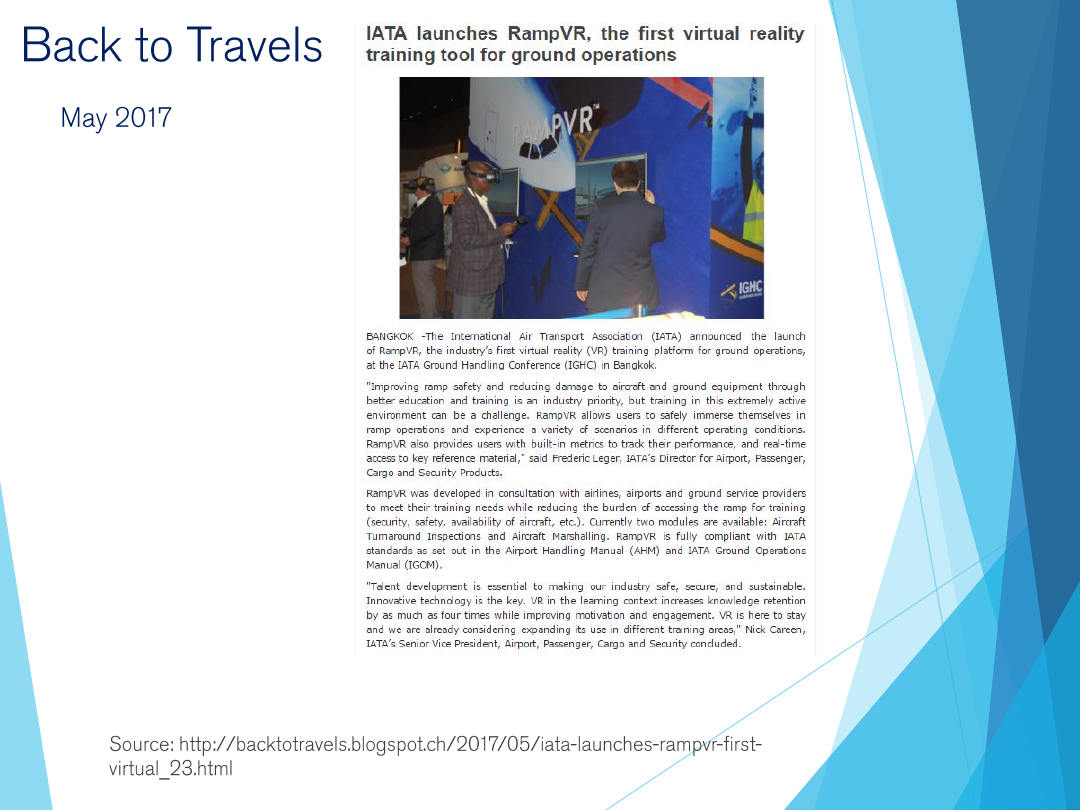 Back to Travels
May 2017
IATA launches RampVR, the first virtual reality
training tool for ground operations
RAMPVR™
IGHC
BANGKOK -The International Air Transport Association (IATA) announced the launch
of RampVR, the industry's first virtual reality (VR) training platform for ground operations,
at the IATA Ground Handling Conference (IGHC) in Bangkok.
"Improving ramp safety and reducing damage to aircraft and ground equipment through
better education and training is an industry priority, but training in this extremely active
environment can be a challenge. RampVR allows users to safely immerse themselves in
ramp operations and experience a variety of scenarios in different operating conditions.
RampVR also provides users with built-in metrics to track their performance, and real-time
access to key reference material," said Frederic Leger, IATA's Director for Airport, Passenger,
Cargo and Security Products.
RampVR was developed in consultation with airlines, airports and ground service providers
to meet their training needs while reducing the burden of accessing the ramp for training
(security, safety, availability of aircraft, etc.). Currently two modules are available: Aircraft
Turnaround Inspections and Aircraft Marshalling. RampVR is fully compliant with IATA
standards as set out in the Airport Handling Manual (AHM) and IATA Ground Operations
Manual (IGOM).
"Talent development is essential to making our industry safe, secure, and sustainable.
Innovative technology is the key. VR in the learning context increases knowledge retention
by as much as four times while improving motivation and engagement. VR is here to stay
and we are already considering expanding its use in different training areas," Nick Careen,
IATA's Senior Vice President, Airport, Passenger, Cargo and Security concluded.
Source: http://backtotravels.blogspot.ch/2017/05/iata-launches-rampvr-first-
virtual_23.html